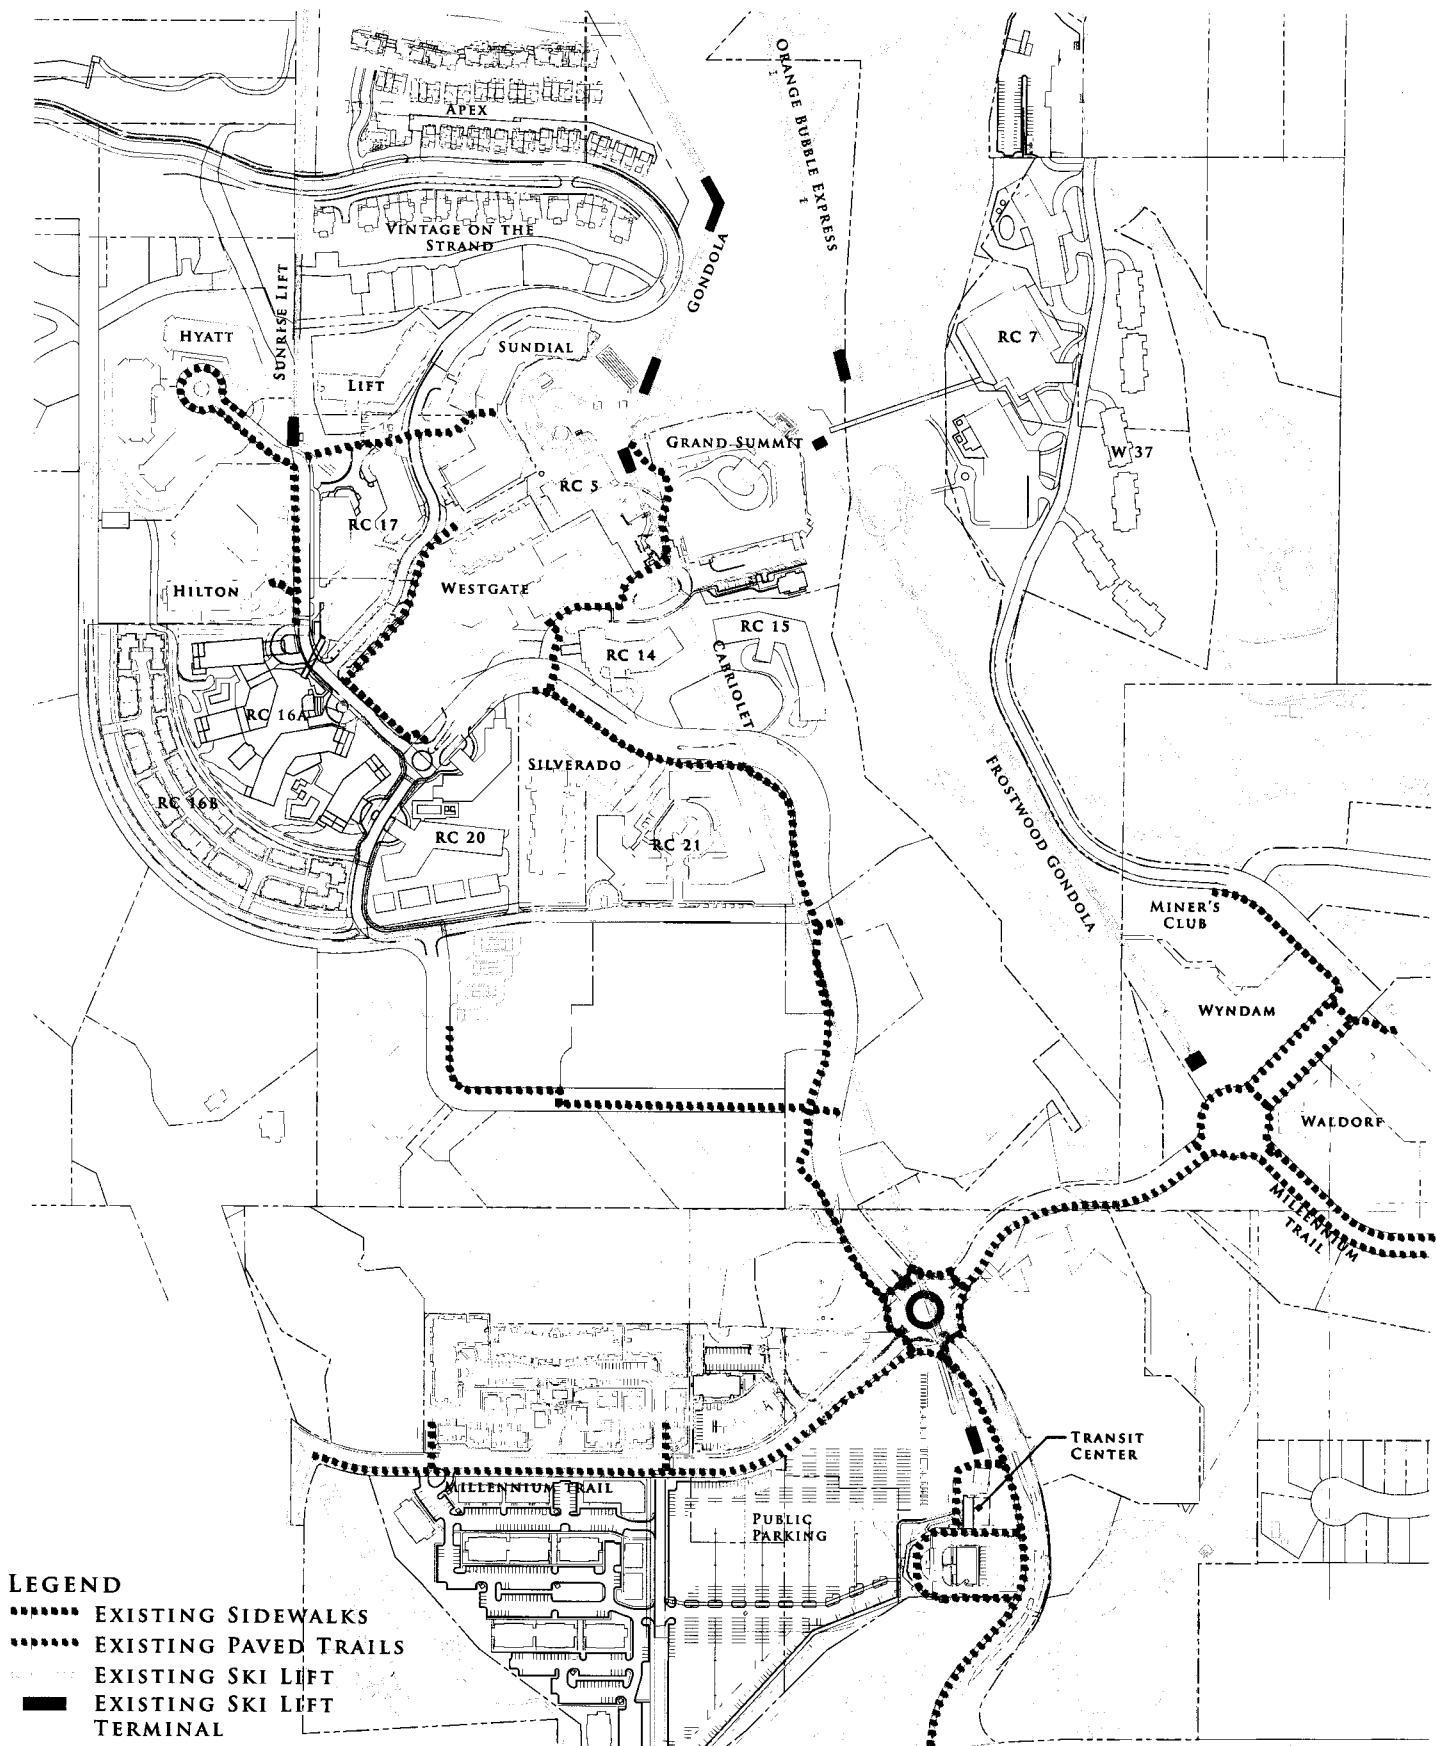 APEX
ORANGE BUBBLE EXPRESS
VINTAGE ON THE
STRAND
GONDOLA
SUNRISE LIFT
HYATT
LIFT
SUNDIAL
RC 7
GRAND SUMMIT
W 37
RC 5
RC 17
HILTON
WESTGATE
RC 15
RC 14
CABRIOLET
RC 16A
SILVERADO
RC 16B
RC 20
RC 21
FROSTWOOD GONDOLA
MINER'S
CLUB
WYNDAM
WALDORF
MILLENNIUM
TRAIL
TRANSIT
CENTER
MILLENNIUM TRAIL
PUBLIC
PARKING
LEGEND
EXISTING SIDEWALKS
EXISTING PAVED TRAILS
EXISTING SKI LIFT
EXISTING SKI LIFT
TERMINAL